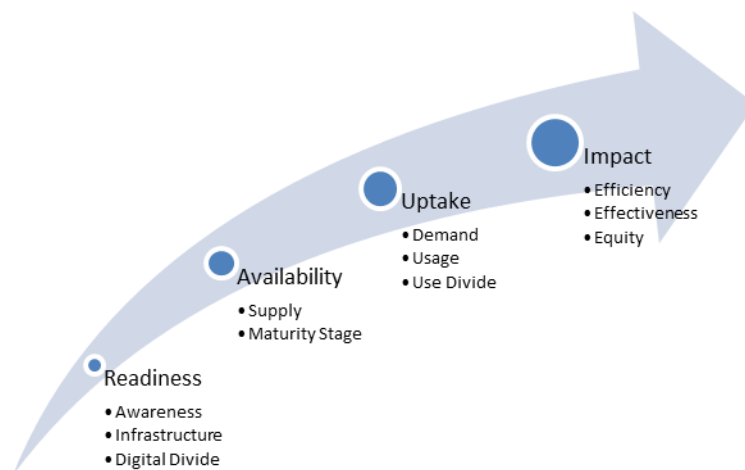 Readiness
• Awareness
• Infrastructure
• Digital Divide
Availability
• Supply
• Maturity Stage
Uptake
• Demand
• Usage
• Use Divide
Impact
• Efficiency
• Effectiveness
• Equity